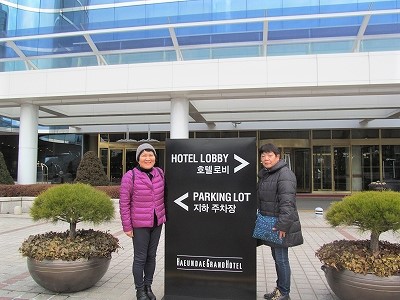 HOTEL LOBBY
호텔로비
PARKING LOT
지하 주차장
HAEUNDAE GRAND HOTEL